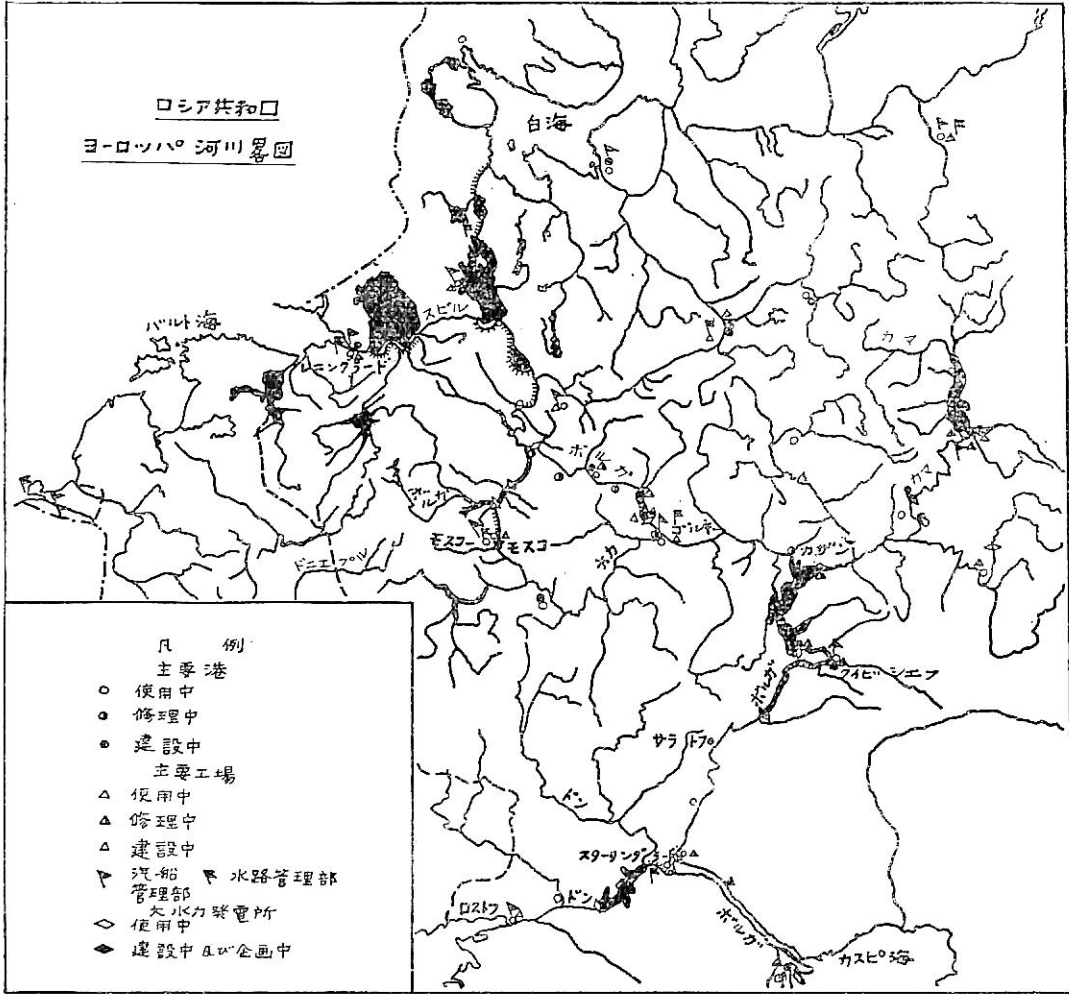 ロシア共和口
ヨーロッパ河川畧図
白海
バルト海
スビル
レニングラード
カマ
ボルガ
ボールガ
カマ
ゴルキー
モスコー
モスコー
オカ
カザン
ドニエプル
ボルガ
クイビシエフ
サラトフ
ドン
スターリングラード
ドン
ロストフ
ボルガ
カスピ海
凡例
主要港
使用中
修理中
建設中
主要工場
使用中
修理中
建設中
汽船管理部
水路管理部
大水力発電所
使用中
建設中及び企画中